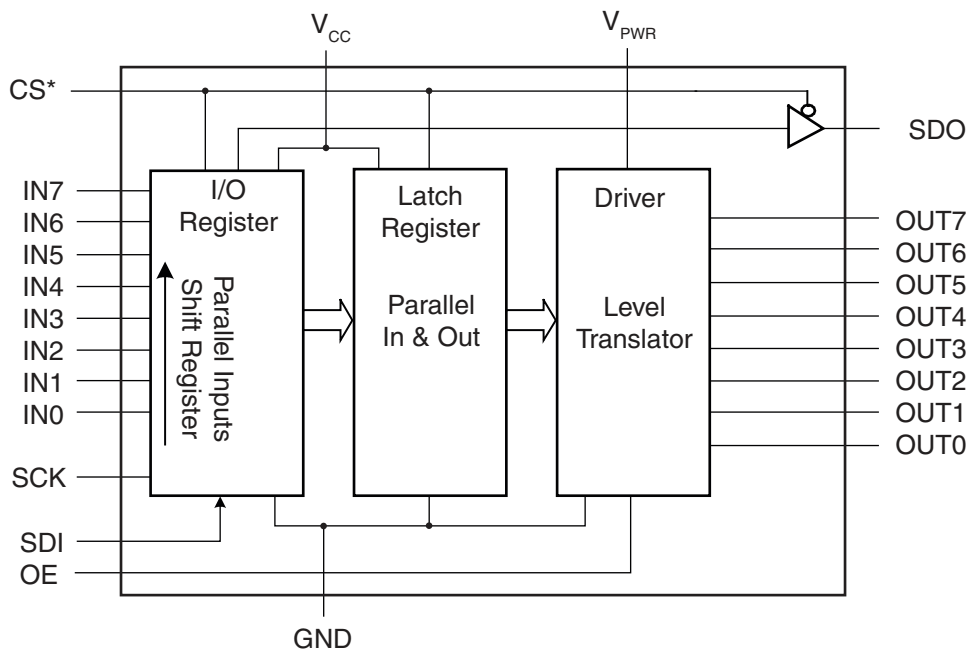 V_CC
V_PWR
CS*
SDO
IN7
IN6
IN5
IN4
IN3
IN2
IN1
IN0
SCK
SDI
OE
I/O
Register
Parallel Inputs
Shift Register
Latch
Register
Parallel
In & Out
Driver
Level
Translator
OUT7
OUT6
OUT5
OUT4
OUT3
OUT2
OUT1
OUT0
GND